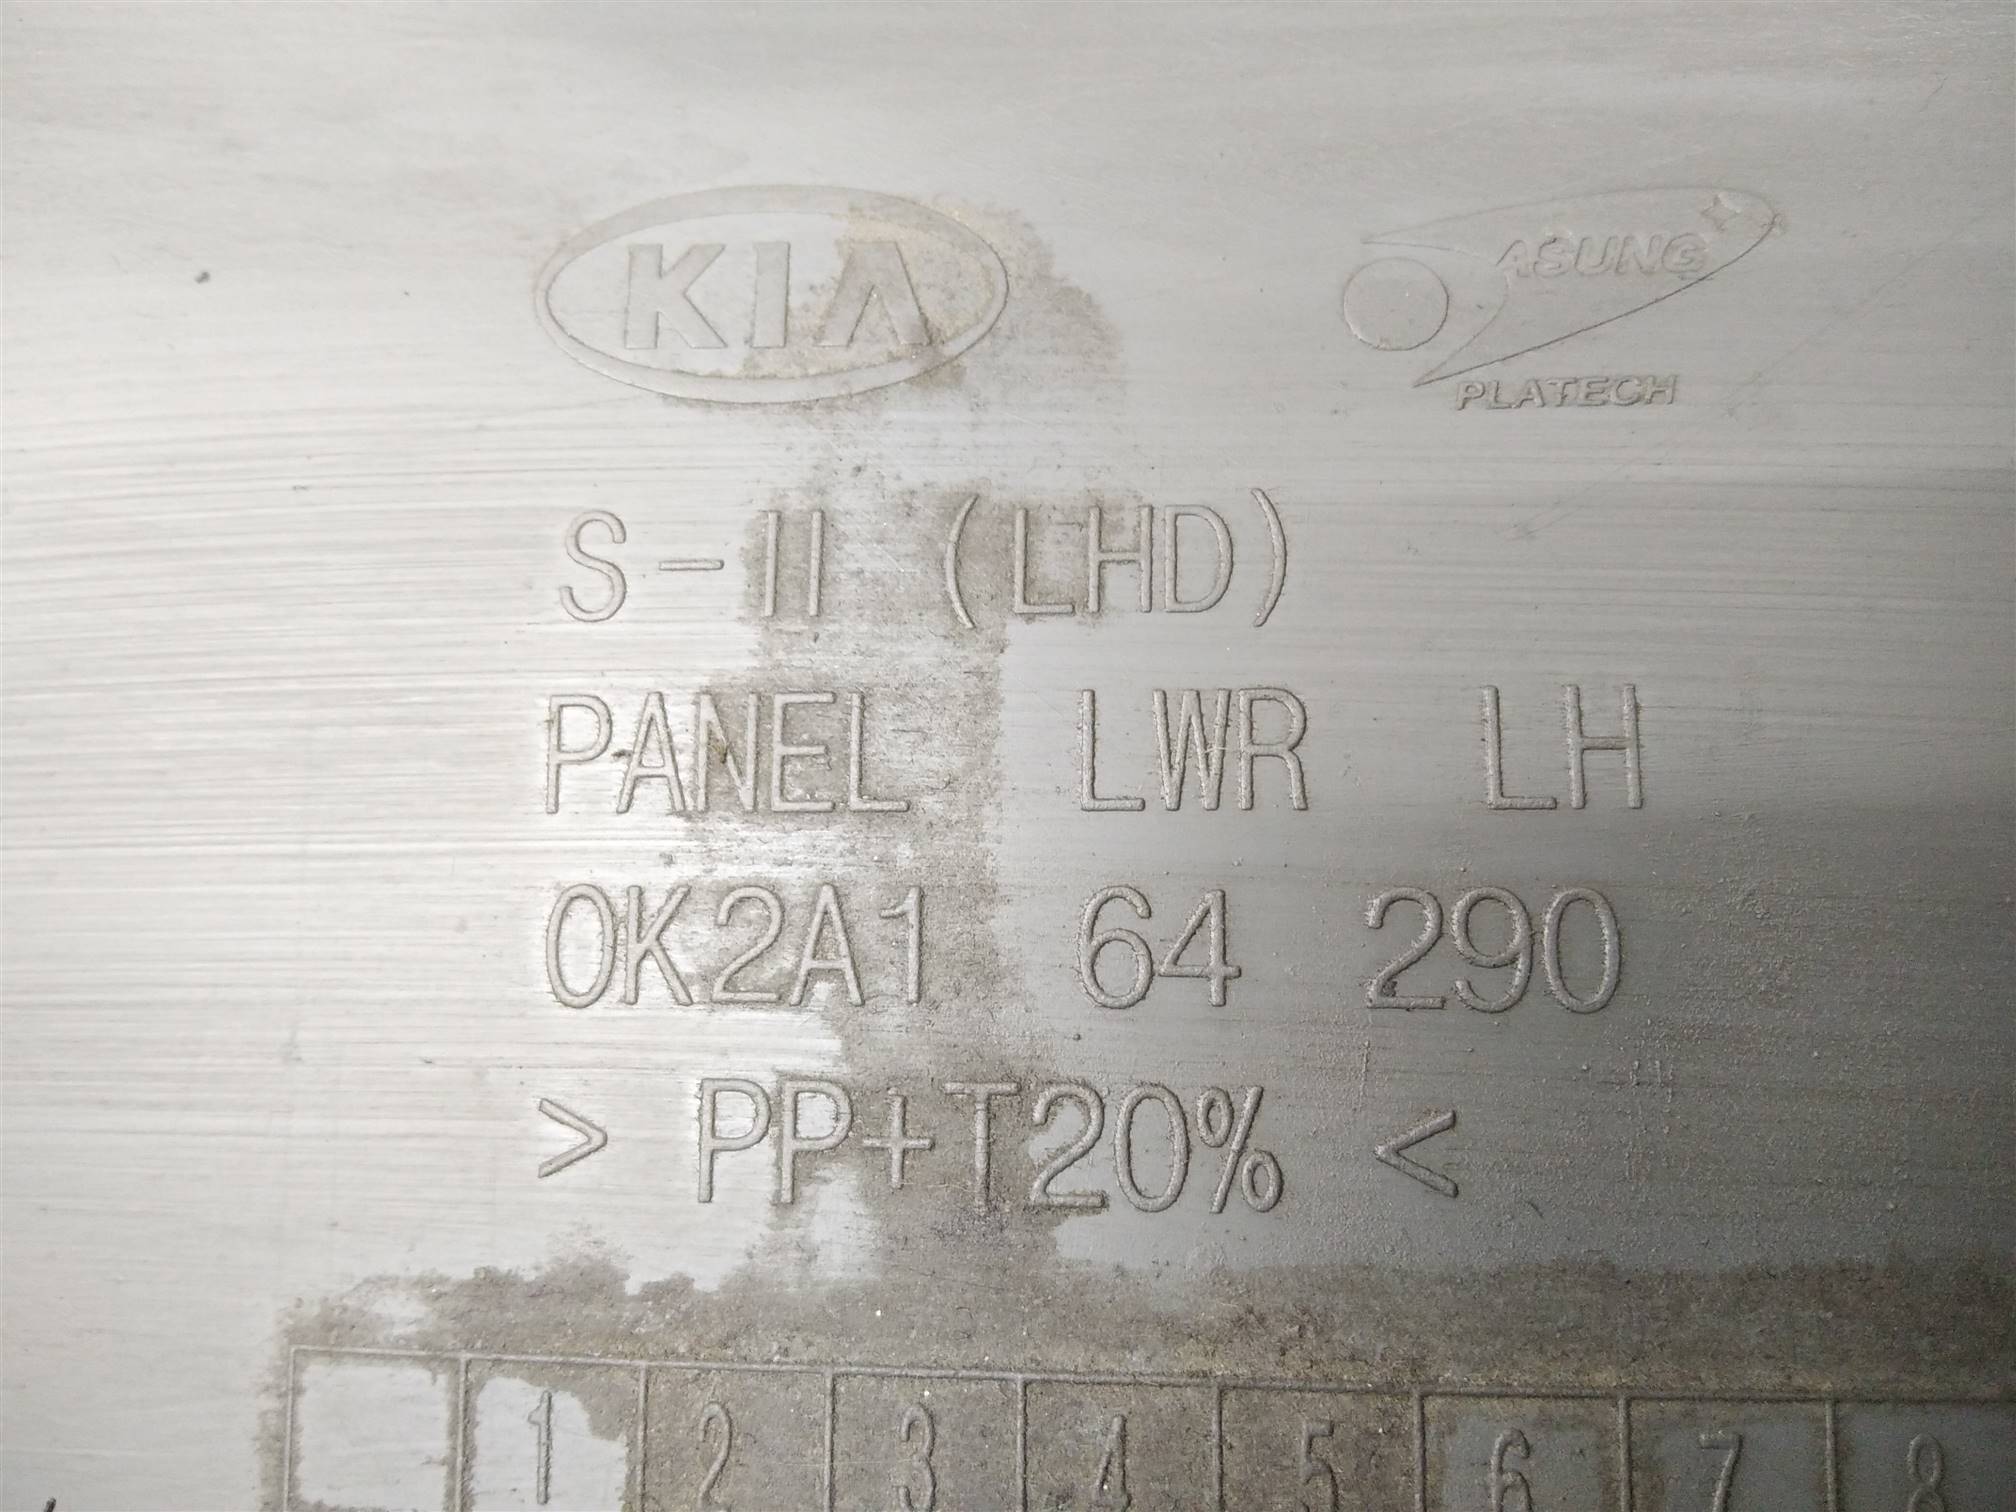 KIA
ASUNG
PLATECH
S-II (LHD)
PANEL LWR LH
0K2A1 64 290
> PP+T20% <
1 2 3 4 5 6 7 8